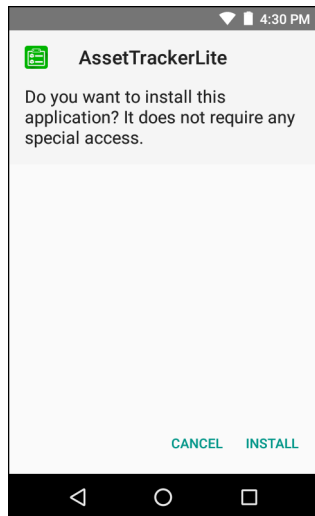 4:30 PM
AssetTrackerLite
Do you want to install this
application? It does not require any
special access.
CANCEL INSTALL